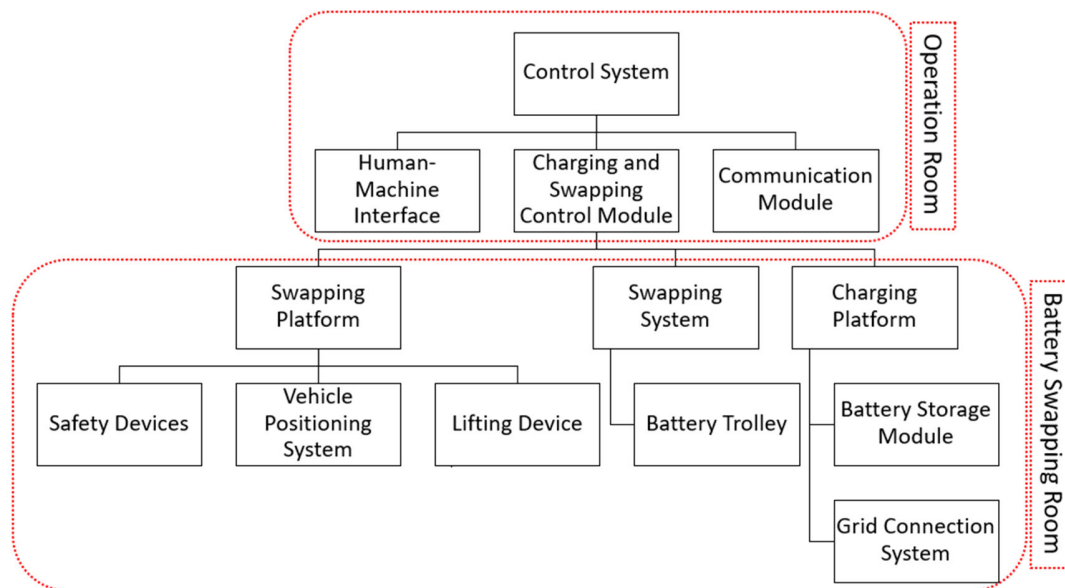 Control System
Operation Room
Human-
Machine
Interface
Charging and
Swapping
Control Module
Communication
Module
Swapping
Platform
Swapping
System
Charging
Platform
Battery Swapping Room
Safety Devices
Vehicle
Positioning
System
Lifting Device
Battery Trolley
Battery Storage
Module
Grid Connection
System